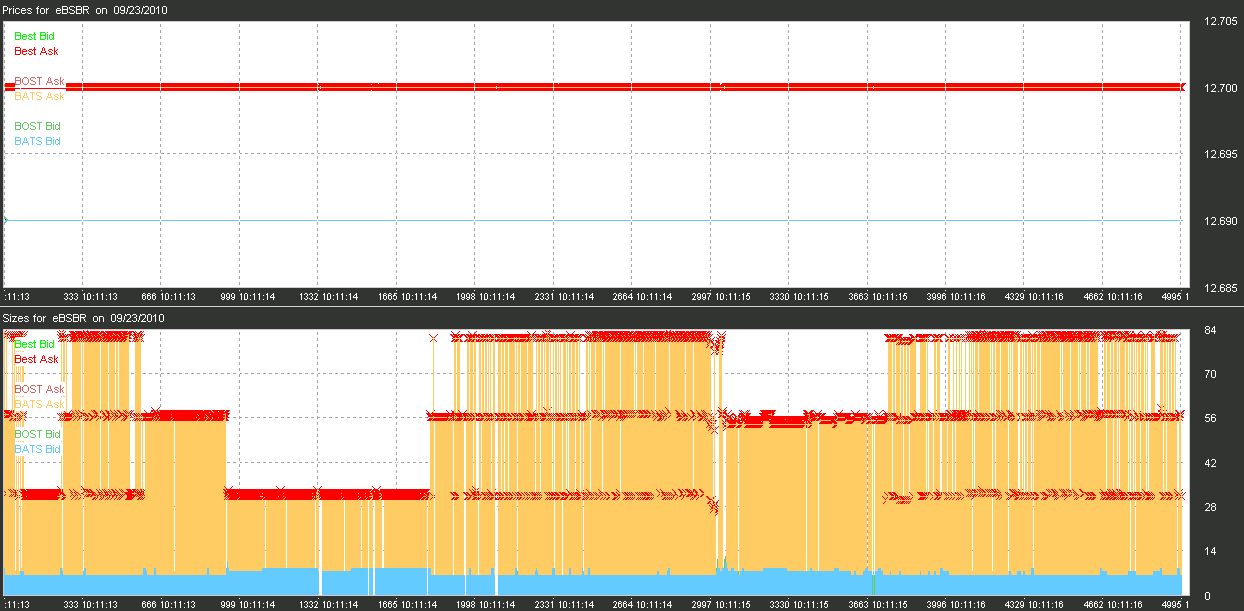 Prices for eBSBR on 09/23/2010
12.705
Best Bid
Best Ask
BOST Ask
12.700
BATS Ask
BOST Bid
BATS Bid
12.695
12.690
12.685
:11:13 333 10:11:13 666 10:11:13 999 10:11:14 1332 10:11:14 1665 10:11:14 1998 10:11:14 2331 10:11:14 2664 10:11:14 2997 10:11:15 3330 10:11:15 3663 10:11:15 3996 10:11:16 4329 10:11:16 4662 10:11:16 4995 1
Sizes for eBSBR on 09/23/2010
84
Best Bid
Best Ask
70
BOST Ask
BATS Ask
56
BOST Bid
BATS Bid
42
28
14
0
:11:13 333 10:11:13 666 10:11:13 999 10:11:14 1332 10:11:14 1665 10:11:14 1998 10:11:14 2331 10:11:14 2664 10:11:14 2997 10:11:15 3330 10:11:15 3663 10:11:15 3996 10:11:16 4329 10:11:16 4662 10:11:16 4995 1